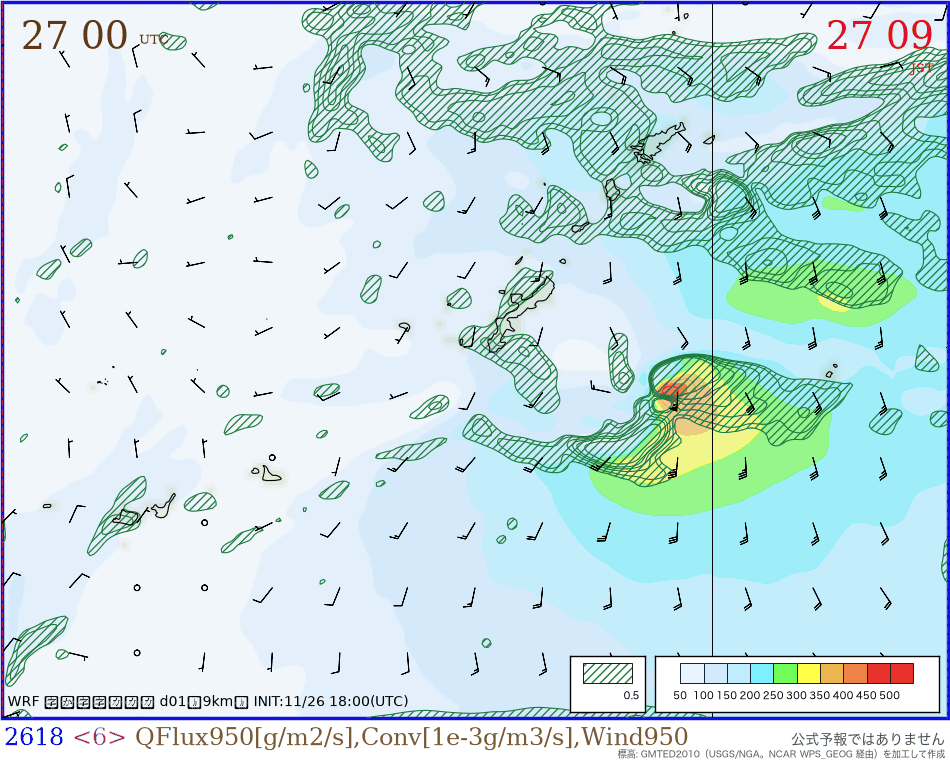 27 00 UTC
27 09
JST
0.5
50 100 150 200 250 300 350 400 450 500
WRF d01 9km INIT:11/26 18:00(UTC)
2618 <6> QFlux950[g/m2/s],Conv[1e-3g/m3/s],Wind950
公式予報ではありません
標高: GMTED2010（USGS/NGA。NCAR WPS_GEOG 経由）を加工して作成